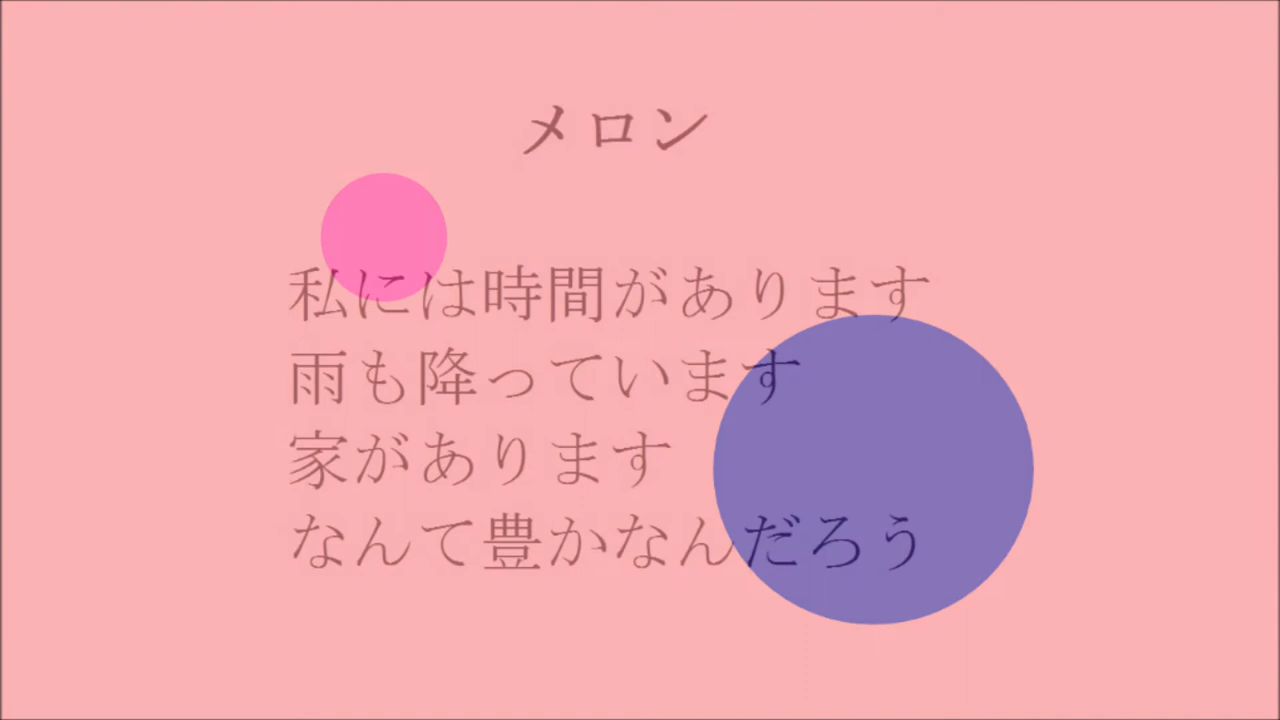 メロン
私には時間があります
雨も降っています
家があります
なんて豊かなんだろう